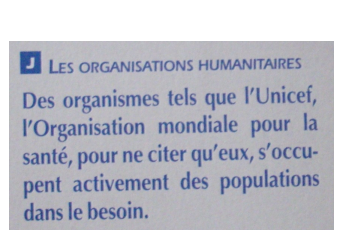 J LES ORGANISATIONS HUMANITAIRES
Des organismes tels que l'Unicef,
l'Organisation mondiale pour la
santé, pour ne citer qu'eux, s'occu-
pent activement des populations
dans le besoin.